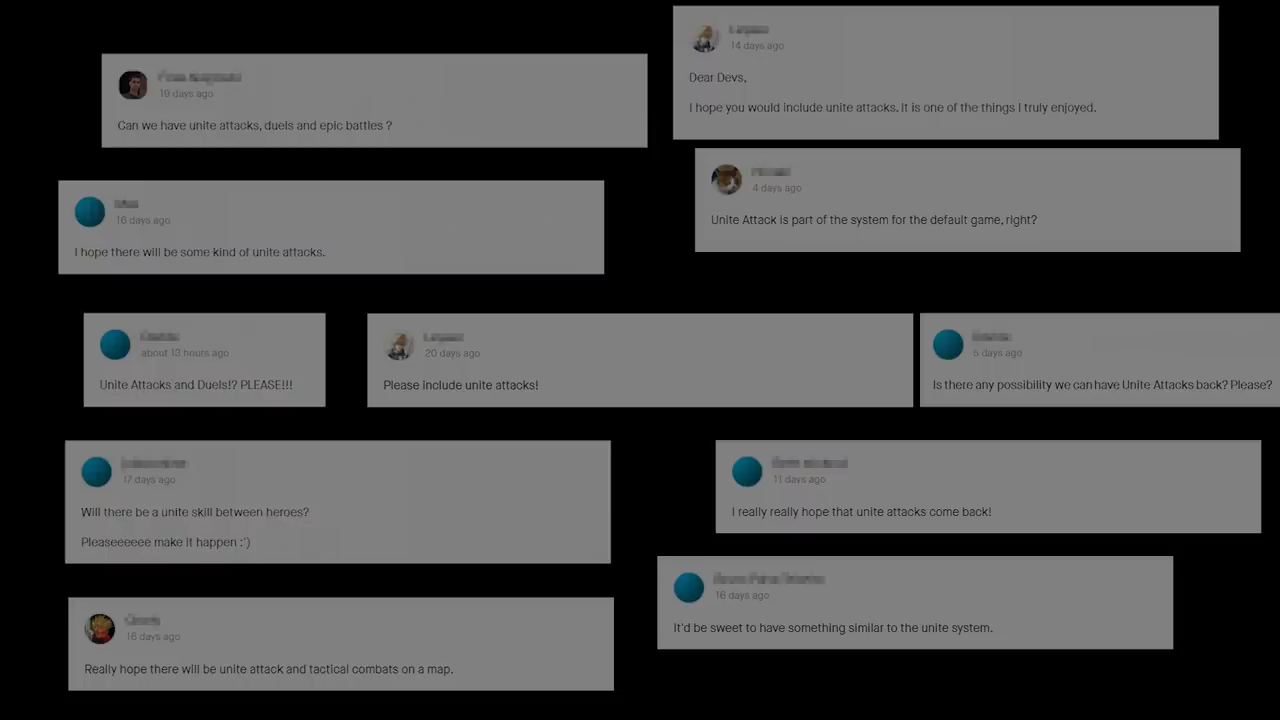 19 days ago
Can we have unite attacks, duels and epic battles ?
14 days ago
Dear Devs,
I hope you would include unite attacks. It is one of the things I truly enjoyed.
4 days ago
Unite Attack is part of the system for the default game, right?
16 days ago
I hope there will be some kind of unite attacks.
about 13 hours ago
Unite Attacks and Duels!? PLEASE!!!
20 days ago
Please include unite attacks!
5 days ago
Is there any possibility we can have Unite Attacks back? Please?
17 days ago
Will there be a unite skill between heroes?
Pleaseeeeee make it happen :')
11 days ago
I really really hope that unite attacks come back!
16 days ago
It'd be sweet to have something similar to the unite system.
16 days ago
Really hope there will be unite attack and tactical combats on a map.